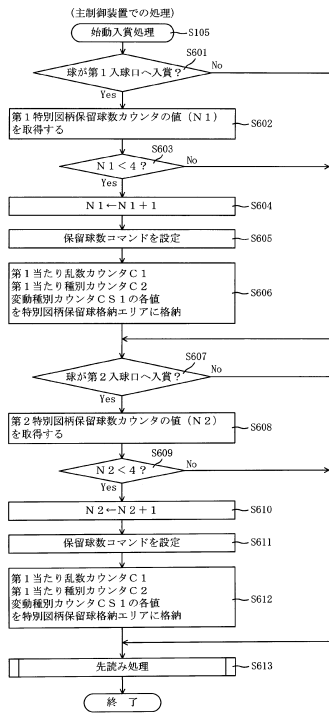 (主制御装置での処理)
始動入賞処理
S105
S601
球が第1入球口へ入賞?
No
Yes
第1特別図柄保留球数カウンタの値(N1)
を取得する
S602
S603
N1<4?
No
Yes
N1←N1+1
S604
保留球数コマンドを設定
S605
第1当たり乱数カウンタC1
第1当たり種別カウンタC2
変動種別カウンタCS1の各値
を特別図柄保留球格納エリアに格納
S606
S607
球が第2入球口へ入賞?
No
Yes
第2特別図柄保留球数カウンタの値(N2)
を取得する
S608
S609
N2<4?
No
Yes
N2←N2+1
S610
保留球数コマンドを設定
S611
第1当たり乱数カウンタC1
第1当たり種別カウンタC2
変動種別カウンタCS1の各値
を特別図柄保留球格納エリアに格納
S612
先読み処理
S613
終 了